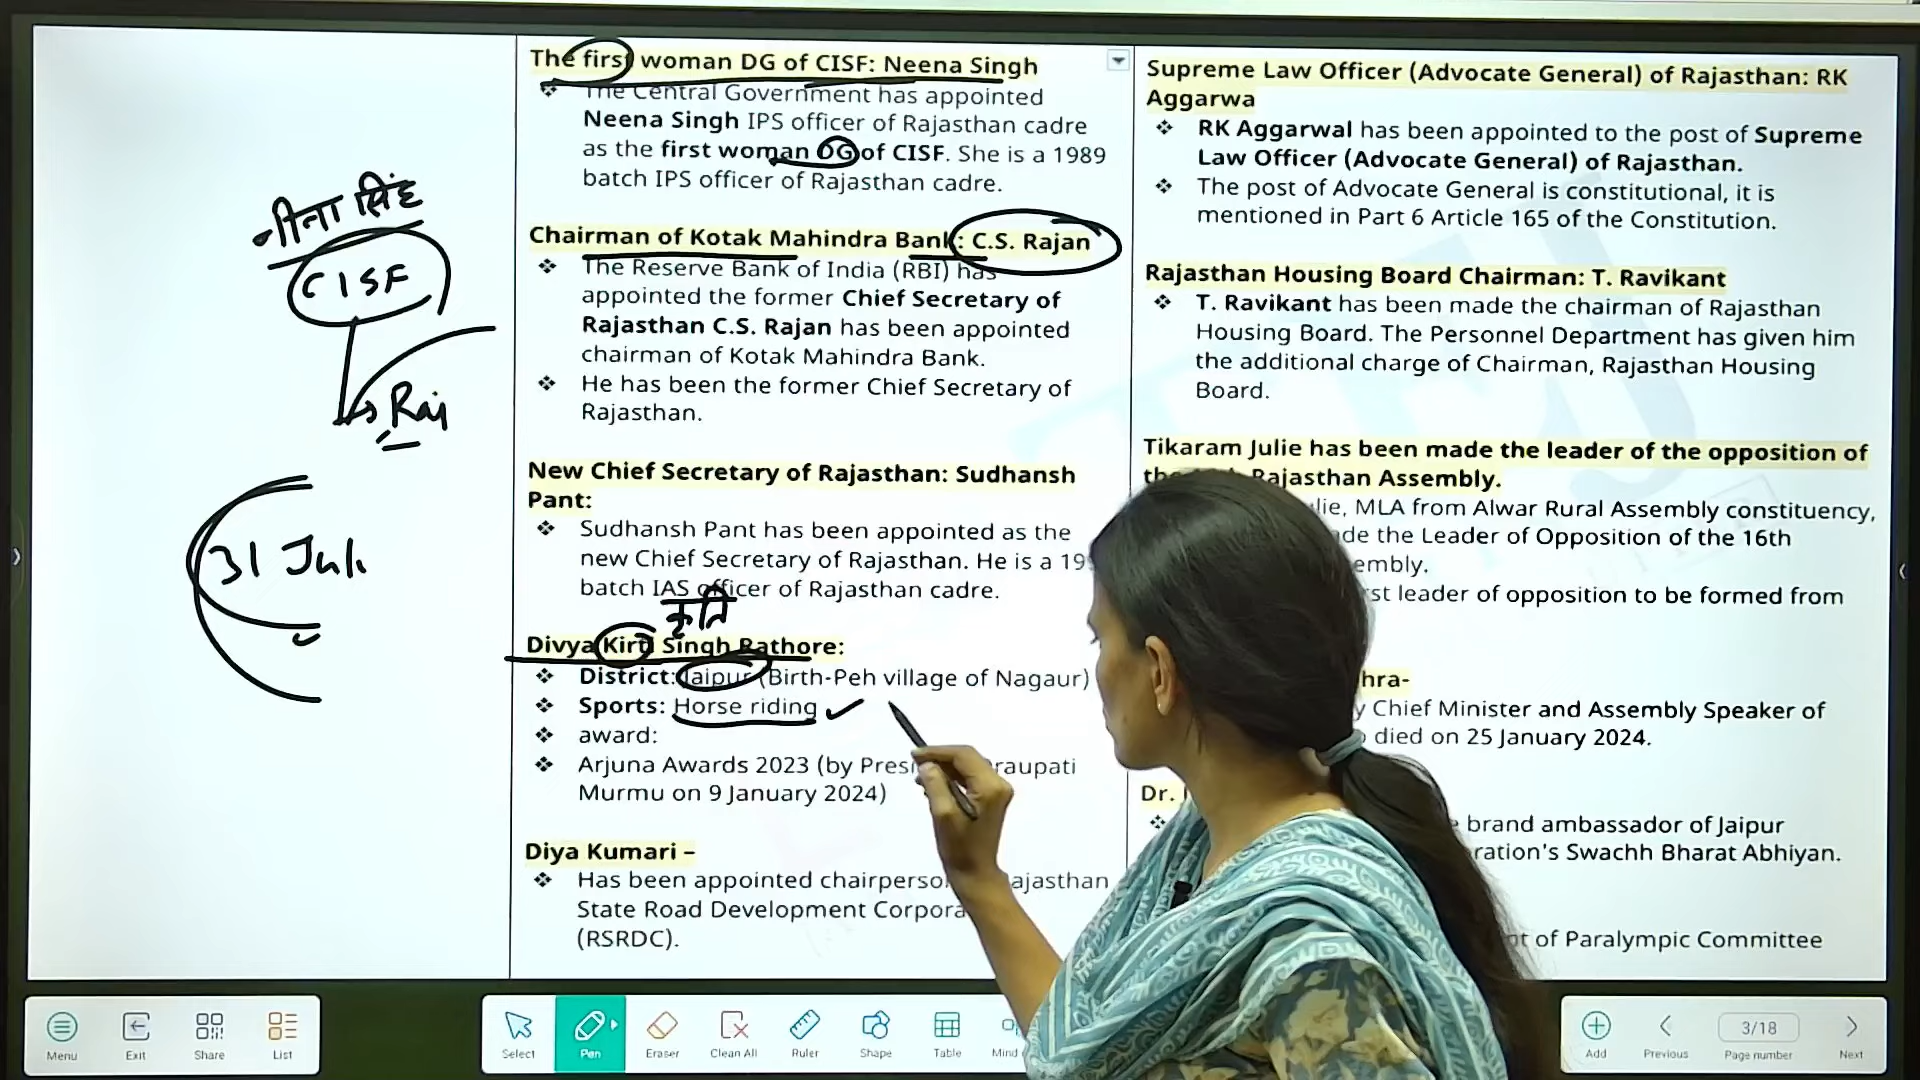 नीना सिंह
CISF
Raj
31 Jul
The first woman DG of CISF: Neena Singh
The Central Government has appointed
Neena Singh IPS officer of Rajasthan cadre
as the first woman DG of CISF. She is a 1989
batch IPS officer of Rajasthan cadre.
Chairman of Kotak Mahindra Bank: C.S. Rajan
The Reserve Bank of India (RBI) has
appointed the former Chief Secretary of
Rajasthan C.S. Rajan has been appointed
chairman of Kotak Mahindra Bank.
He has been the former Chief Secretary of
Rajasthan.
New Chief Secretary of Rajasthan: Sudhansh
Pant:
Sudhansh Pant has been appointed as the
new Chief Secretary of Rajasthan. He is a
batch IAS officer of Rajasthan cadre.
Divya Kirti Singh Rathore:
District: Jaipur (Birth-Peh village of Nagaur)
Sports: Horse riding
award:
Arjuna Awards 2023 (by
Murmu on 9 January 2024)
Diya Kumari –
Has been appointed
State Road Development
(RSRDC).
Supreme Law Officer (Advocate General) of Rajasthan: RK
Aggarwa
RK Aggarwal has been appointed to the post of Supreme
Law Officer (Advocate General) of Rajasthan.
The post of Advocate General is constitutional, it is
mentioned in Part 6 Article 165 of the Constitution.
Rajasthan Housing Board Chairman: T. Ravikant
T. Ravikant has been made the chairman of Rajasthan
Housing Board. The Personnel Department has given him
the additional charge of Chairman, Rajasthan Housing
Board.
Tikaram Julie has been made the leader of the opposition of
Rajasthan Assembly.
MLA from Alwar Rural Assembly constituency,
the Leader of Opposition of the 16th
leader of opposition to be formed from
Chief Minister and Assembly Speaker of
died on 25 January 2024.
Dr.
brand ambassador of Jaipur
Swachh Bharat Abhiyan.
of Paralympic Committee
Menu Exit Share List
Select Pen Eraser Clean All Ruler Shape Table Mind
Add Previous 3/18 Page number Next